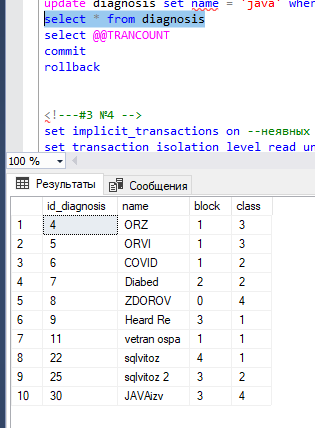 update diagnosis set name = 'java' wher
select * from diagnosis
select @@TRANCOUNT
commit
rollback
<!---#3 №4 -->
set implicit_transactions on --неявных
set transaction isolation level read un
100 %
Результаты Сообщения
id_diagnosis name block class
1 4 ORZ 1 3
2 5 ORVI 1 3
3 6 COVID 1 2
4 7 Diabed 2 2
5 8 ZDOROV 0 4
6 9 Heard Re 3 1
7 11 vetran ospa 1 1
8 22 sqlvitoz 4 1
9 25 sqlvitoz 2 3 2
10 30 JAVAizv 3 4